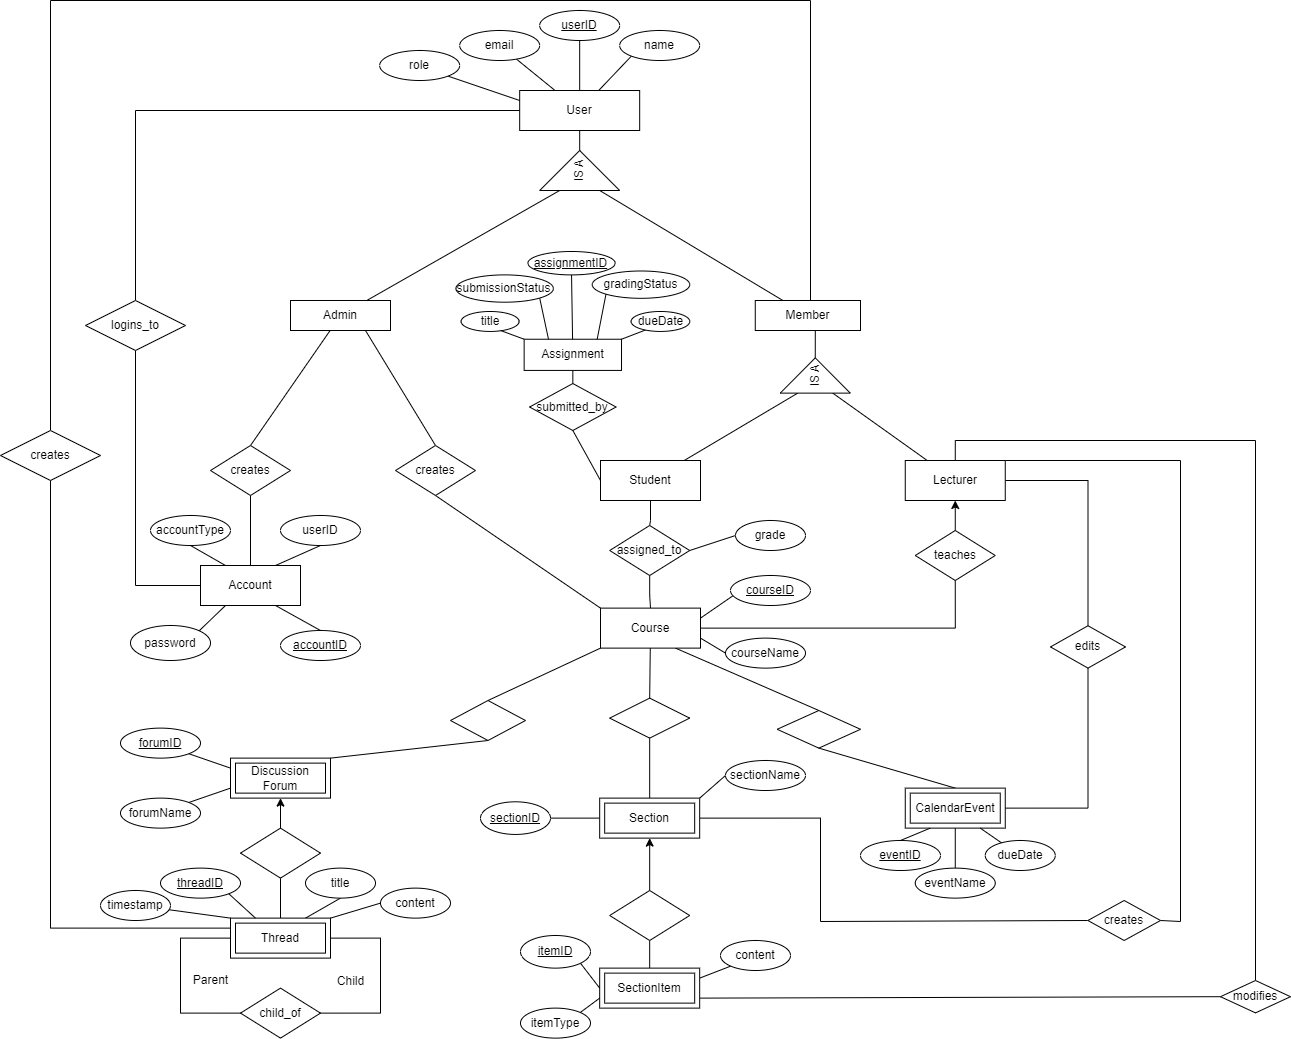 userID
email
name
role
User
IS A
assignmentID
submissionStatus
gradingStatus
title
dueDate
Admin
Member
logins_to
Assignment
IS A
submitted_by
creates
creates
creates
Student
Lecturer
accountType
userID
grade
assigned_to
teaches
Account
courseID
Course
password
accountID
courseName
edits
forumID
Discussion
Forum
sectionName
forumName
sectionID
Section
CalendarEvent
eventID
dueDate
eventName
threadID
title
timestamp
content
creates
Thread
itemID
content
Parent
Child
SectionItem
modifies
child_of
itemType